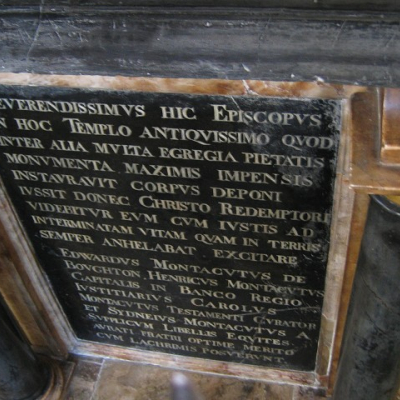 EVERENDISSIMVS HIC EPISCOPVS
N HOC TEMPLO ANTIQVISSIMO QVOD
INTER ALIA MVLTA EGREGIA PIETATIS
MONVMENTA MAXIMIS IMPENSIS
INSTAVRAVIT CORPVS DEPONI
IVSSIT DONEC CHRISTO REDEMPTORI
VIDEBITVR EVM CVM IVSTIS AD
INTERMINATAM VITAM QVAM IN TERRIS
SEMPER ANHELABAT EXCITARE
EDWARDVS MONTACVTVS DE
BOVGHTON HENRICVS MONTACVTVS
CAPITALIS IN BANCO REGIO
IVSTITIARIVS CAROLVS
MONTACVTVS TESTAMENTI CVRATOR
ET SYDNEIVS MONTACVTVS A
SVPPLICVM LIBELLIS EQVITES
AVRATI FRATRI OPTIME MERITO
CVM LACHRIMIS POSVERVNT